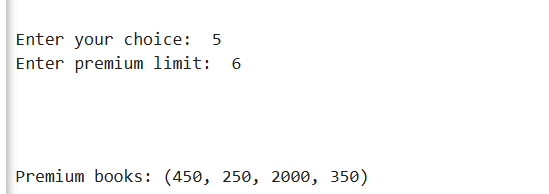 Enter your choice:  5
Enter premium limit:  6
Premium books: (450, 250, 2000, 350)